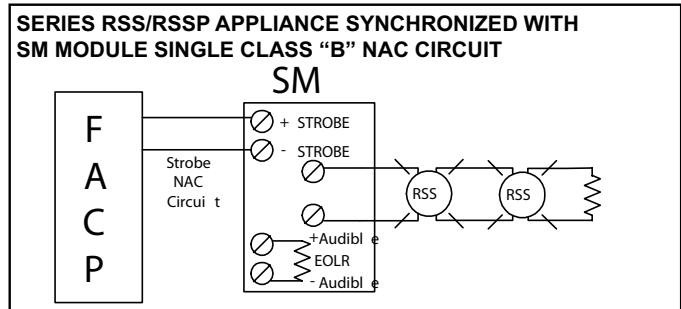 SERIES RSS/RSSP APPLIANCE SYNCHRONIZED WITH
SM MODULE SINGLE CLASS “B” NAC CIRCUIT
SM
F
A
C
P
+ STROBE
- STROBE
Strobe
NAC
Circui t
RSS
RSS
+Audibl e
EOLR
- Audibl e